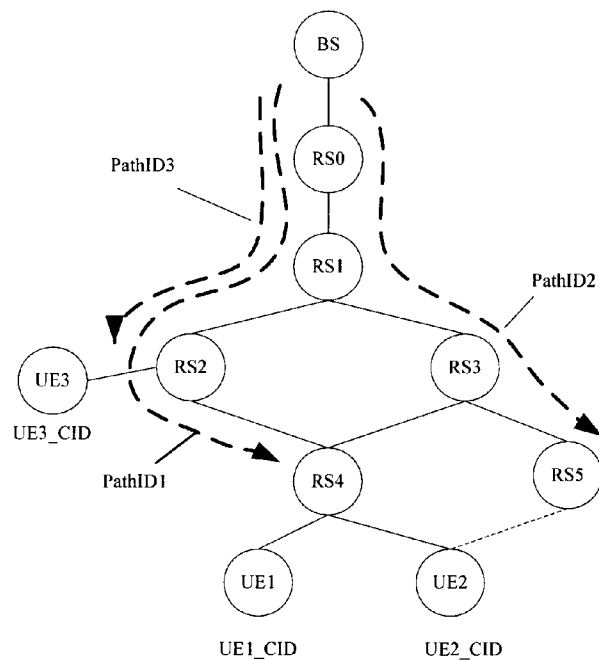 BS
RS0
PathID3
RS1
PathID2
RS2
RS3
UE3
UE3_CID
PathID1
RS4
RS5
UE1
UE2
UE1_CID
UE2_CID